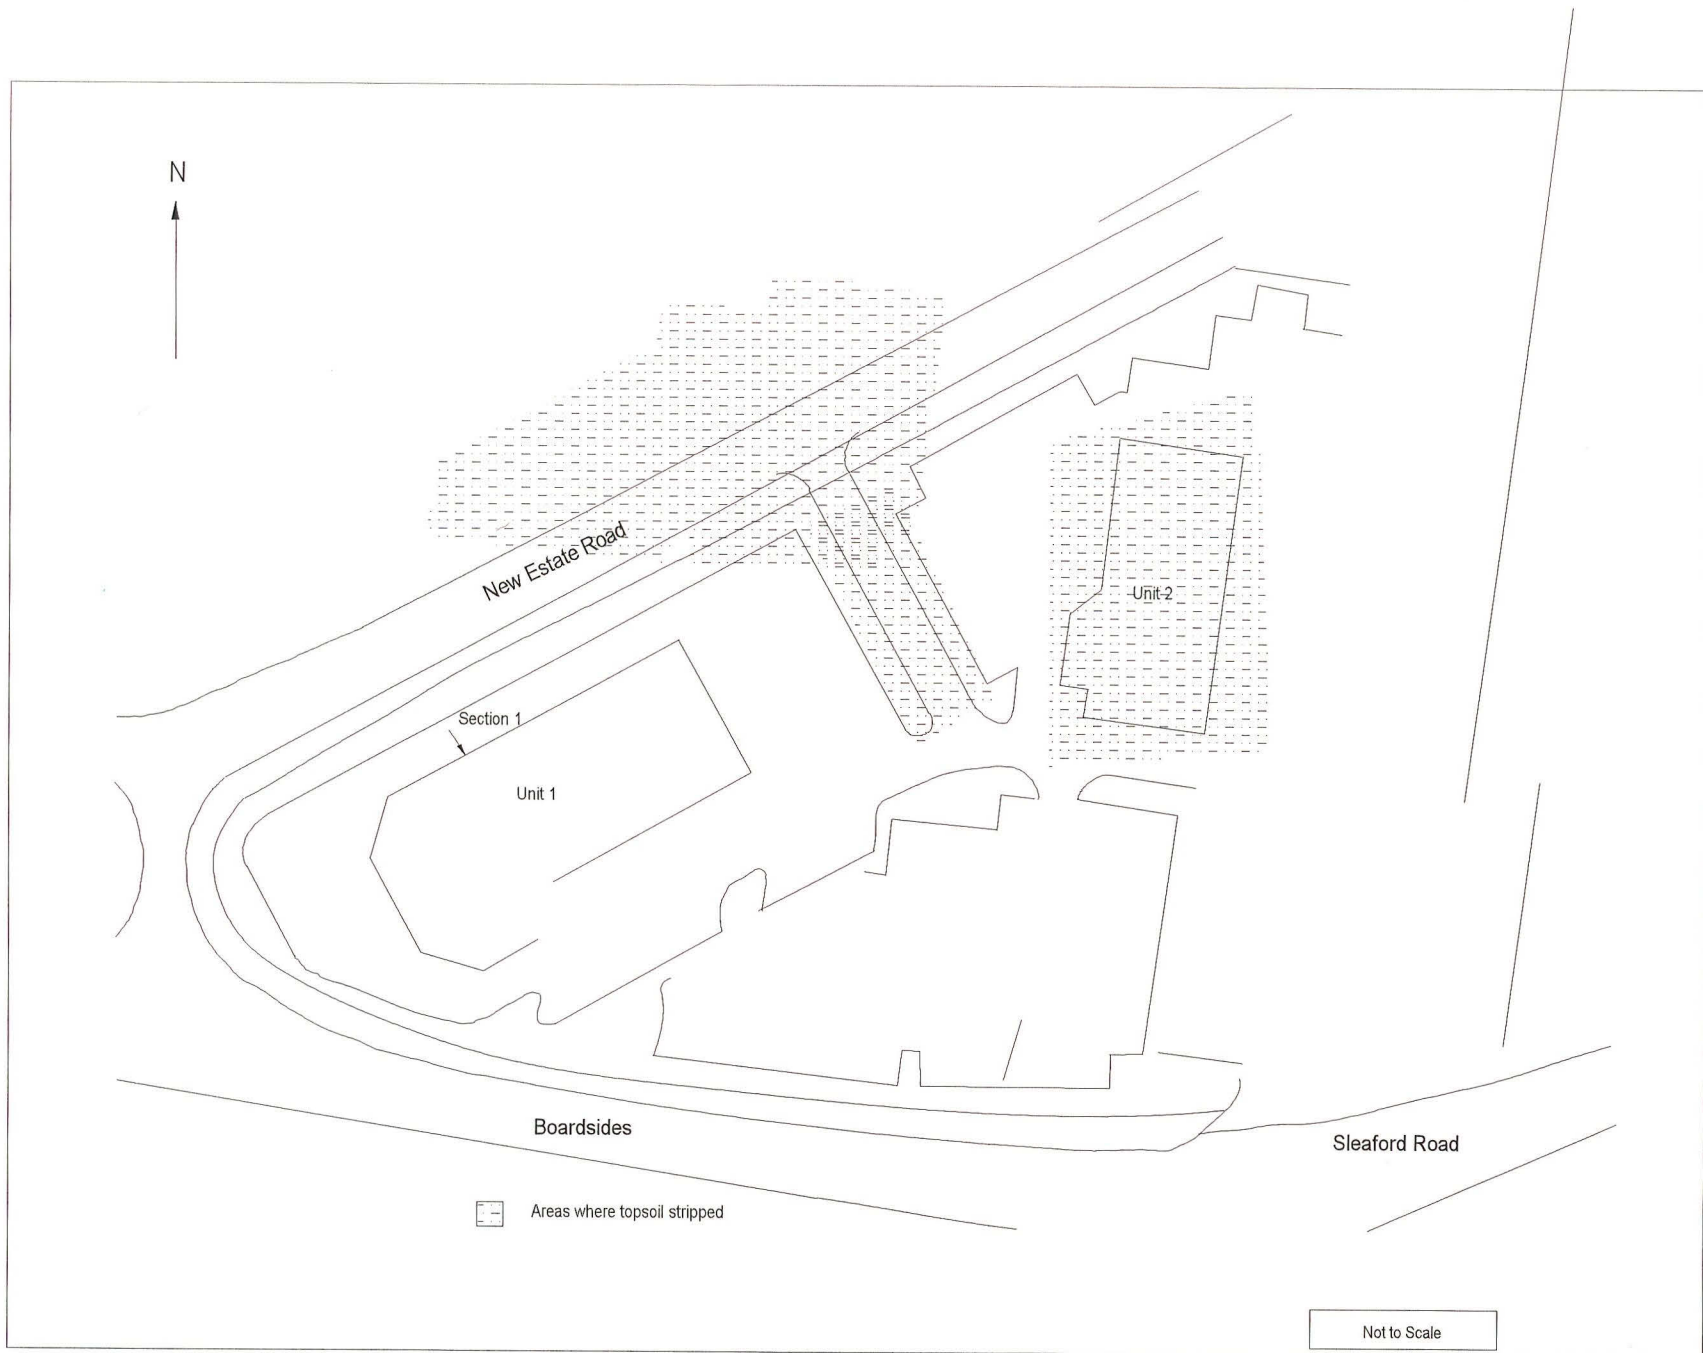 N
New Estate Road
Unit 2
Section 1
Unit 1
Boardsides
Sleaford Road
Areas where topsoil stripped
Not to Scale